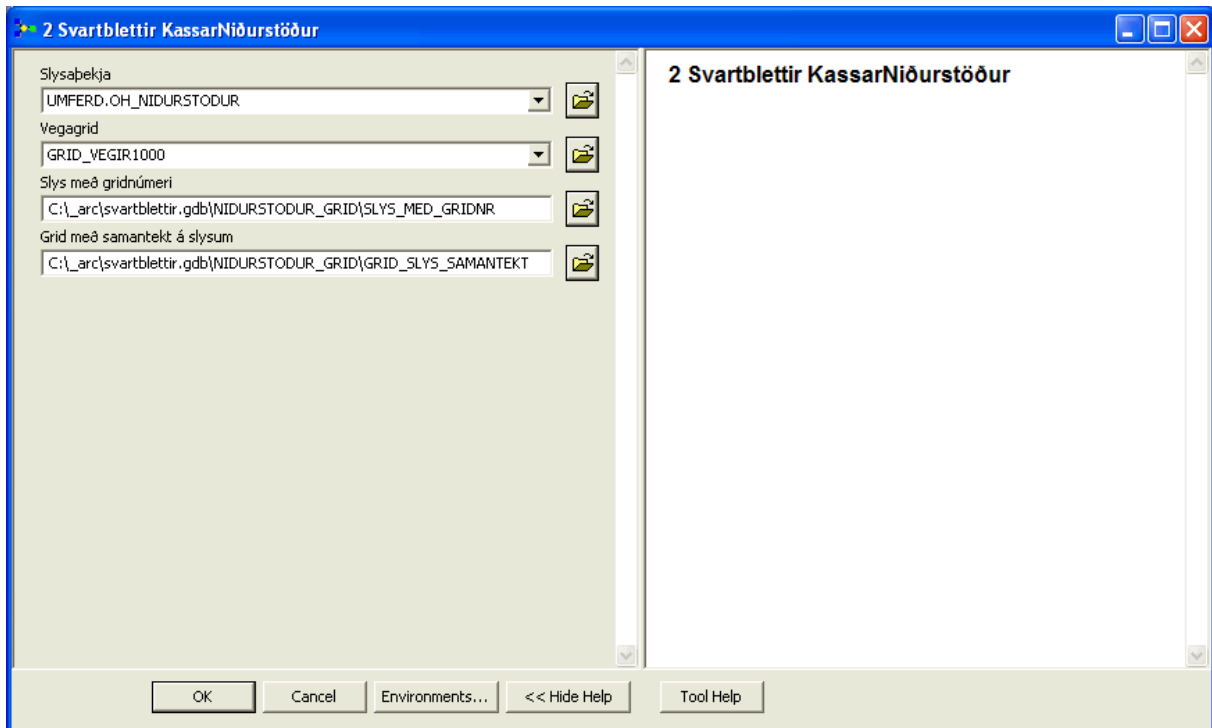 2 Svartblettir KassarNiðurstöður
Slysaþekja
UMFERD.OH_NIDURSTODUR
Vegagrid
GRID_VEGIR1000
Slys með gridnúmeri
C:\_arc\svartblettir.gdb\NIDURSTODUR_GRID\SLYS_MED_GRIDNR
Grid með samantekt á slysum
C:\_arc\svartblettir.gdb\NIDURSTODUR_GRID\GRID_SLYS_SAMANTEKT
2 Svartblettir KassarNiðurstöður
OK Cancel Environments... << Hide Help Tool Help